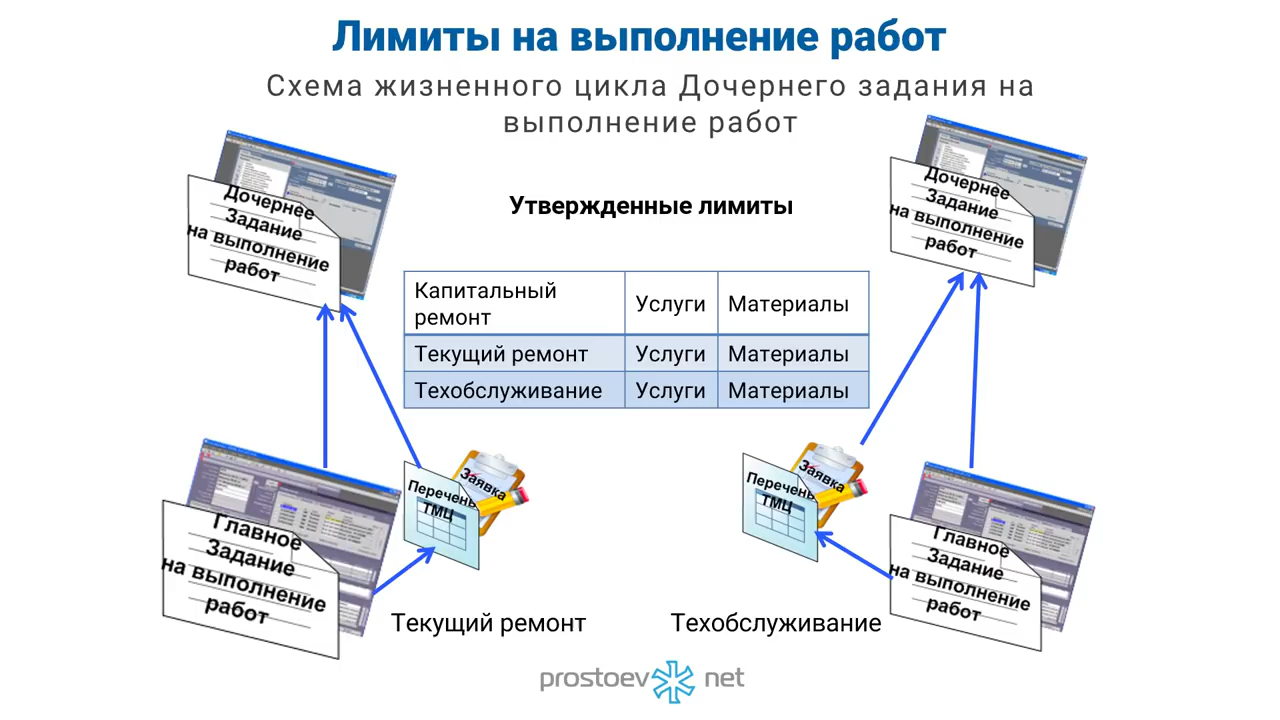 Лимиты на выполнение работ
Схема жизненного цикла Дочернего задания на
выполнение работ
Дочернее
Задание
на выполнение
работ
Утвержденные лимиты
Дочернее
Задание
на выполнение
работ
Капитальный
ремонт
Услуги
Материалы
Текущий ремонт
Услуги
Материалы
Техобслуживание
Услуги
Материалы
Главное
Задание
на выполнение
работ
Заявка
Перечень
ТМЦ
Заявка
Перечень
ТМЦ
Главное
Задание
на выполнение
работ
Текущий ремонт
Техобслуживание
prostoev net